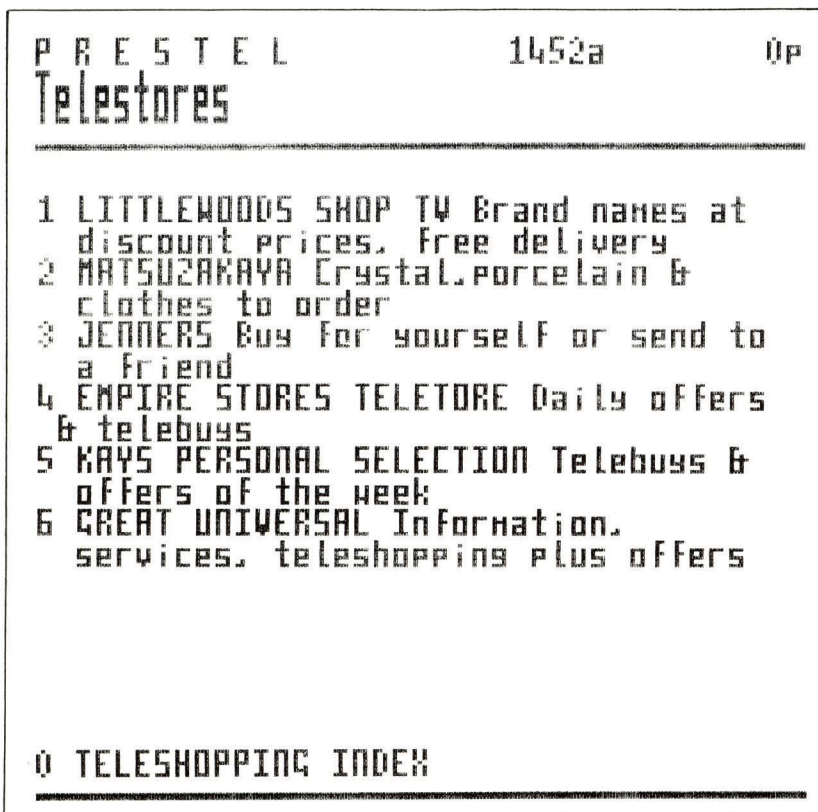 P R E S T E L 1452a 0p
Telestores
1 LITTLEWOODS SHOP TV Brand names at
discount prices. Free delivery
2 MATSUZAKAYA Crystal.porcelain &
clothes to order
3 JENNERS Buy for yourself or send to
a friend
4 EMPIRE STORES TELETORE Daily offers
& telebuys
5 KAYS PERSONAL SELECTION Telebuys &
offers of the week
6 GREAT UNIVERSAL Information.
services. teleshopping plus offers
0 TELESHOPPING INDEX